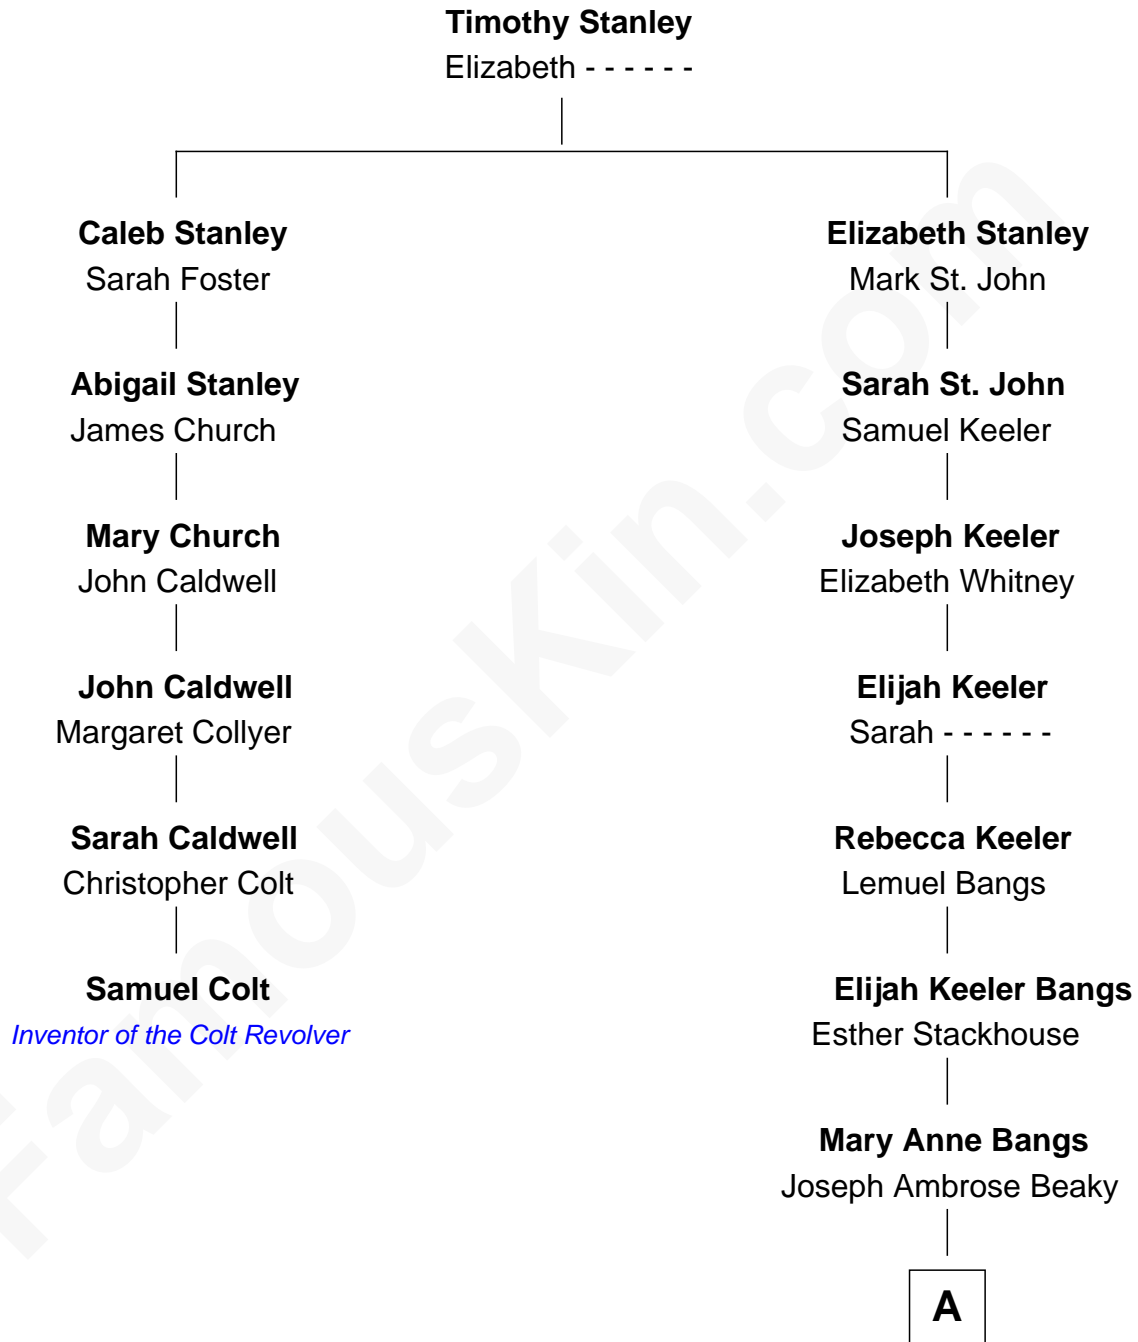 Timothy Stanley
Elizabeth - - - - - -
Caleb Stanley
Sarah Foster
Abigail Stanley
James Church
Mary Church
John Caldwell
John Caldwell
Margaret Collyer
Sarah Caldwell
Christopher Colt
Samuel Colt
Inventor of the Colt Revolver
Elizabeth Stanley
Mark St. John
Sarah St. John
Samuel Keeler
Joseph Keeler
Elizabeth Whitney
Elijah Keeler
Sarah - - - - - -
Rebecca Keeler
Lemuel Bangs
Elijah Keeler Bangs
Esther Stackhouse
Mary Anne Bangs
Joseph Ambrose Beaky
A
FamousKin.com